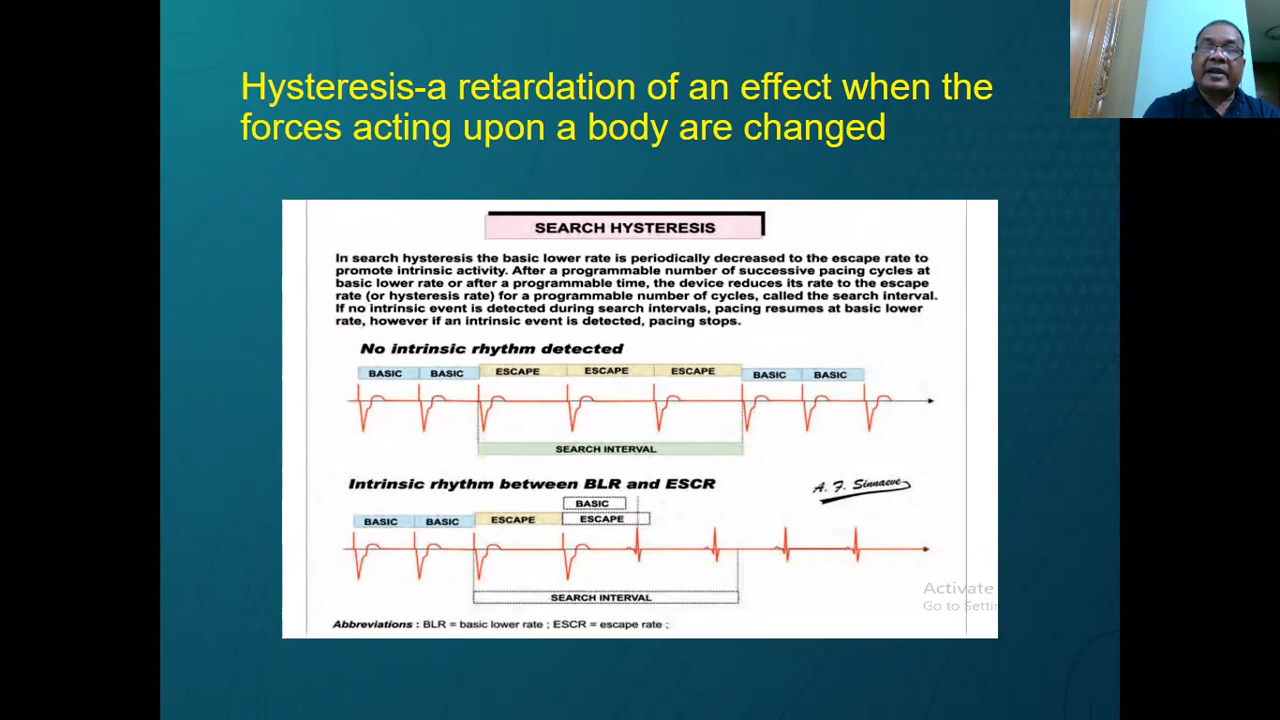 Hysteresis-a retardation of an effect when the
forces acting upon a body are changed
SEARCH HYSTERESIS
In search hysteresis the basic lower rate is periodically decreased to the escape rate to
promote intrinsic activity. After a programmable number of successive pacing cycles at
basic lower rate or after a programmable time, the device reduces its rate to the escape
rate (or hysteresis rate) for a programmable number of cycles, called the search interval.
If no intrinsic event is detected during search intervals, pacing resumes at basic lower
rate, however if an intrinsic event is detected, pacing stops.
No intrinsic rhythm detected
BASIC BASIC ESCAPE ESCAPE ESCAPE BASIC BASIC
SEARCH INTERVAL
Intrinsic rhythm between BLR and ESCR
A. F. Sinnaeve
BASIC
BASIC BASIC ESCAPE ESCAPE
SEARCH INTERVAL
Activate
Go to Settin
Abbreviations : BLR = basic lower rate ; ESCR = escape rate ;